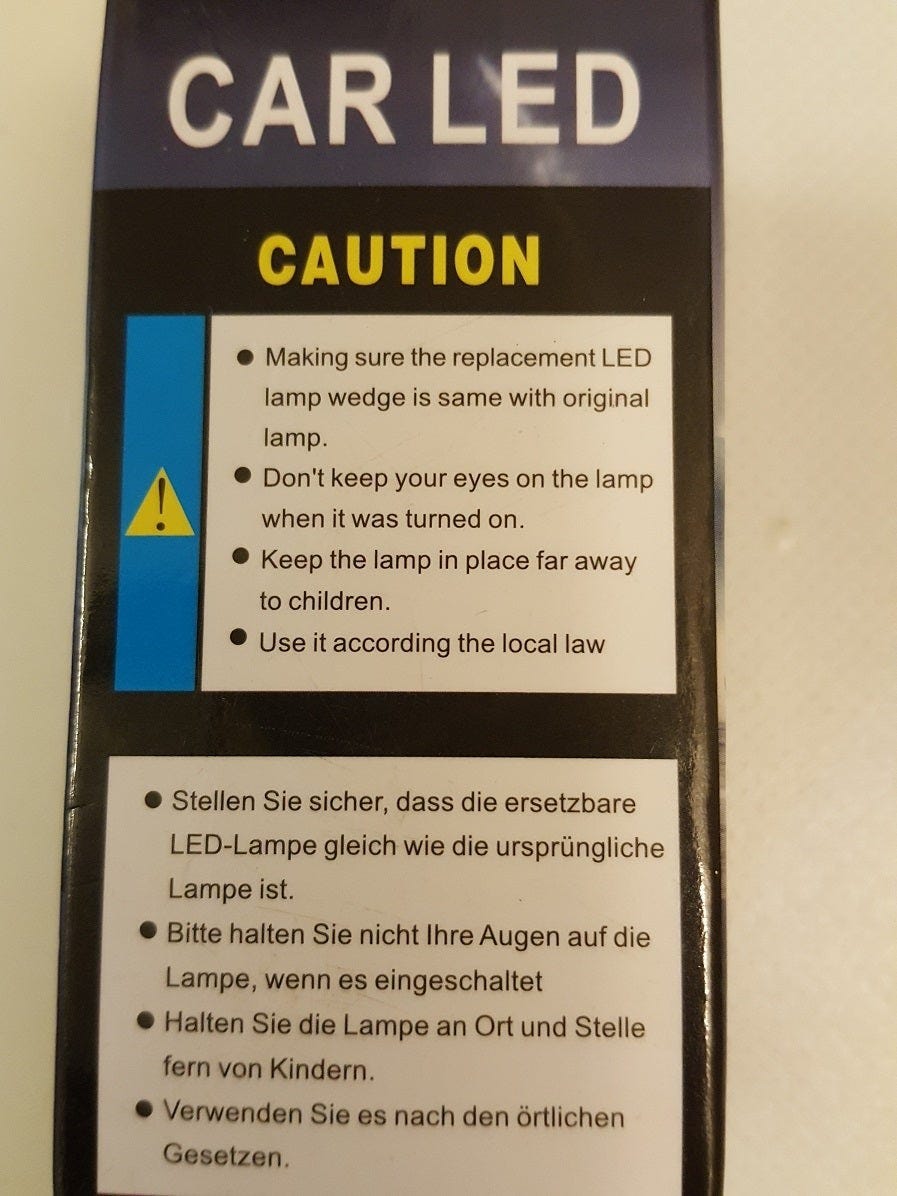 CAR LED
CAUTION
● Making sure the replacement LED
lamp wedge is same with original
lamp.
● Don't keep your eyes on the lamp
when it was turned on.
● Keep the lamp in place far away
to children.
● Use it according the local law
● Stellen Sie sicher, dass die ersetzbare
LED-Lampe gleich wie die ursprüngliche
Lampe ist.
● Bitte halten Sie nicht Ihre Augen auf die
Lampe, wenn es eingeschaltet
● Halten Sie die Lampe an Ort und Stelle
fern von Kindern.
● Verwenden Sie es nach den örtlichen
Gesetzen.